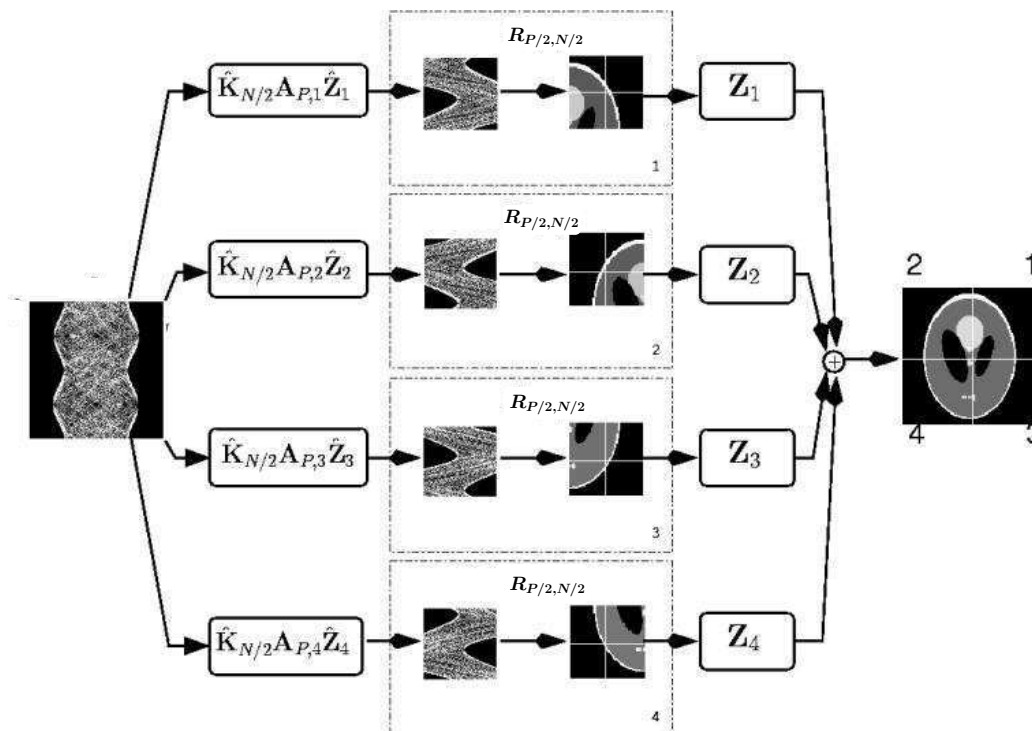 R_{P/2,N/2}
K̂_{N/2}A_{P,1}Ẑ_1
Z_1
1
R_{P/2,N/2}
K̂_{N/2}A_{P,2}Ẑ_2
Z_2
2
2 1
+
R_{P/2,N/2}
K̂_{N/2}A_{P,3}Ẑ_3
Z_3
4 3
3
R_{P/2,N/2}
K̂_{N/2}A_{P,4}Ẑ_4
Z_4
4